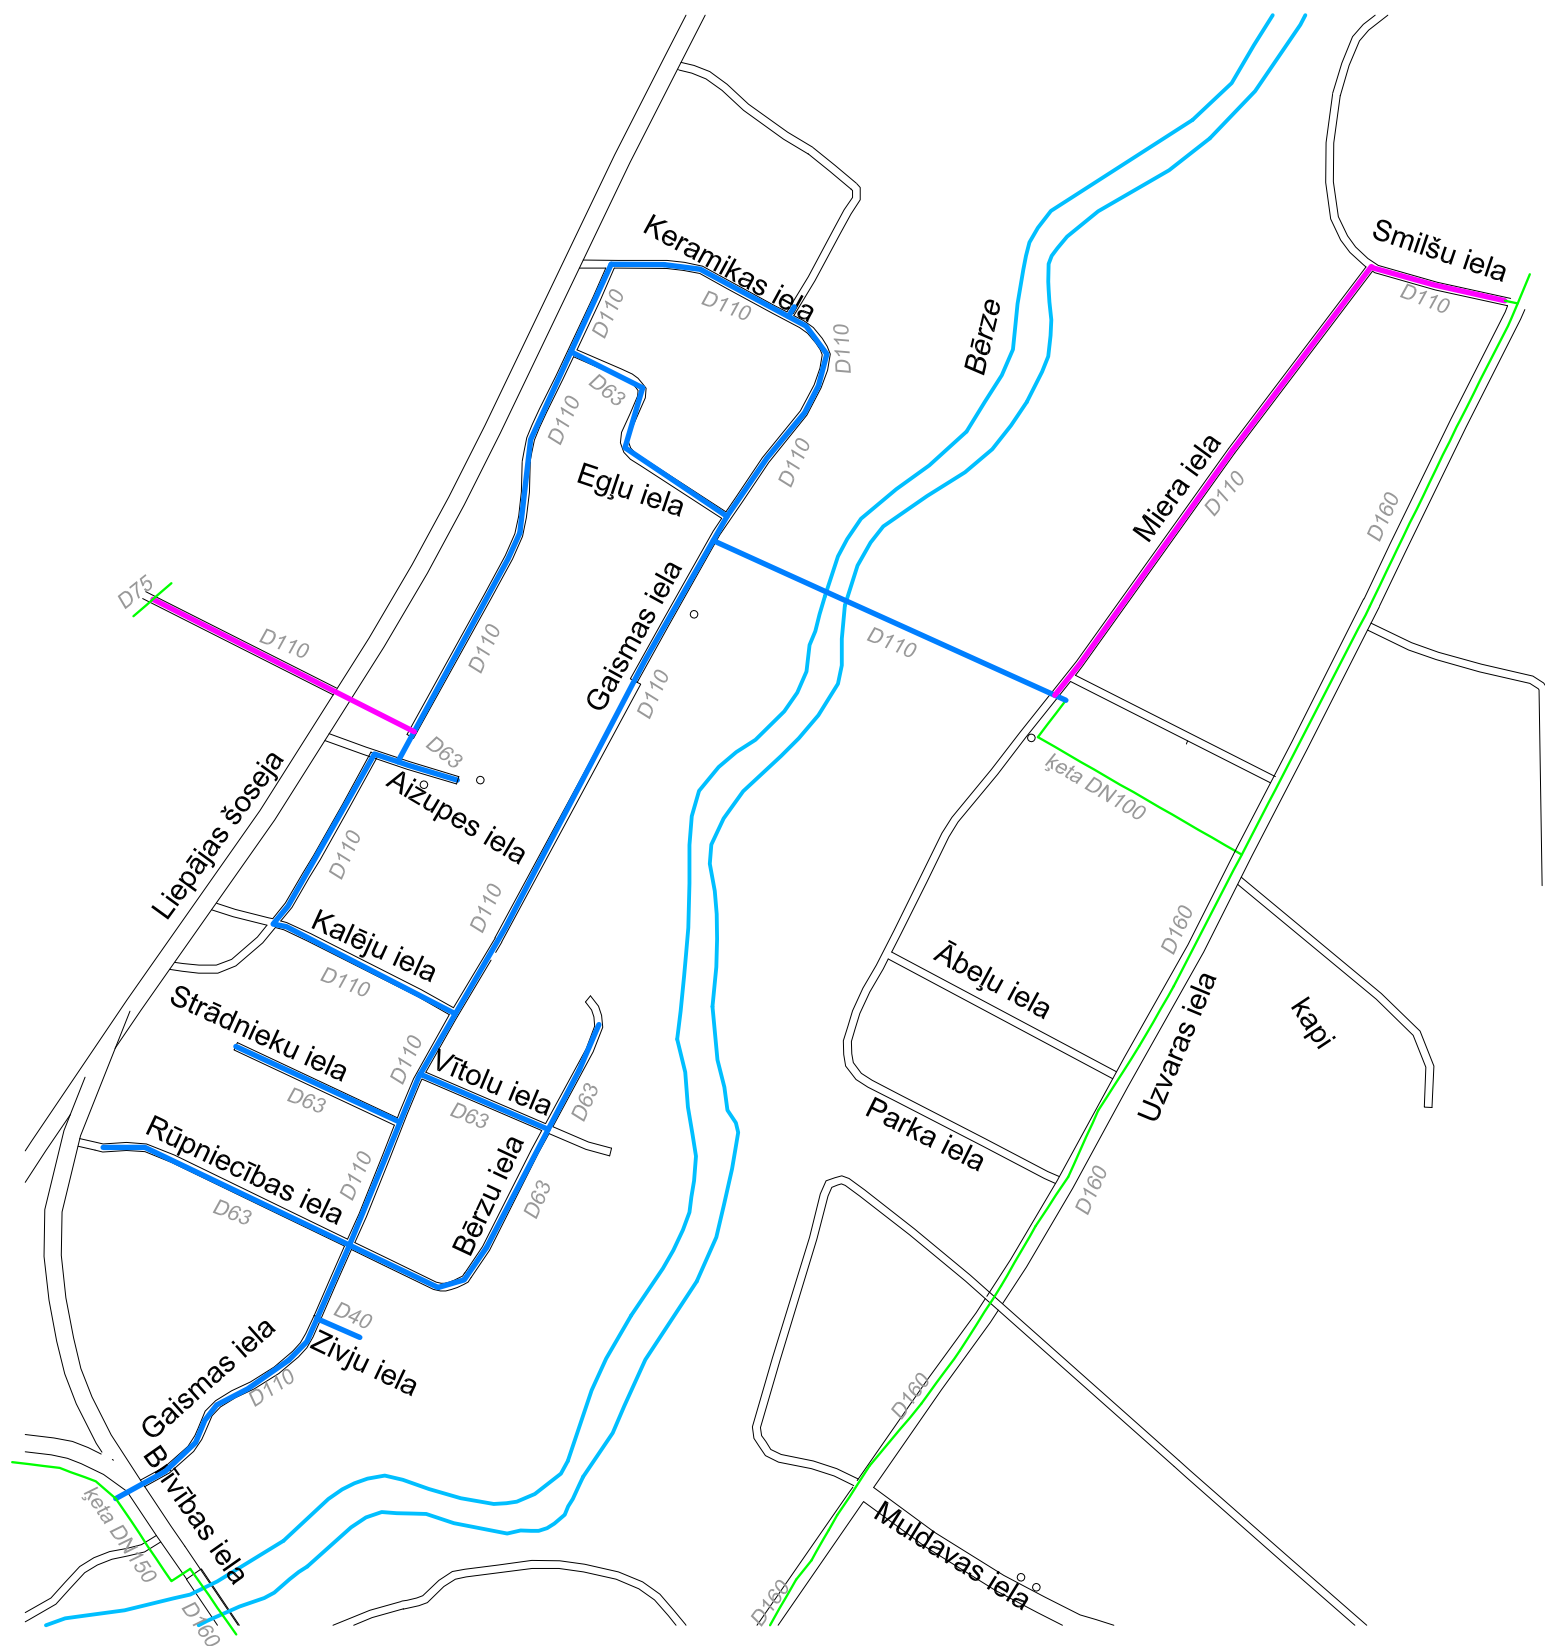 Smilšu iela
D110
Keramikas iela
D110
D110
D110
Bērze
D63
D110
D110
Miera iela
D110
D160
Egļu iela
D75
Gaismas iela
D110
D110
D110
D110
D63
ķeta DN100
Aizupes iela
Liepājas šoseja
D110
D110
Kalēju iela
D110
D160
Ābeļu iela
Uzvaras iela
kapi
Strādnieku iela
D110
Vītolu iela
D63
D63
D63
Parka iela
Rūpniecības iela
D110
D63
Bērzu iela
D63
D160
D40
Zivju iela
Gaismas iela
D110
D160
Brīvības iela
ķeta DN150
D160
Muldavas iela
D160